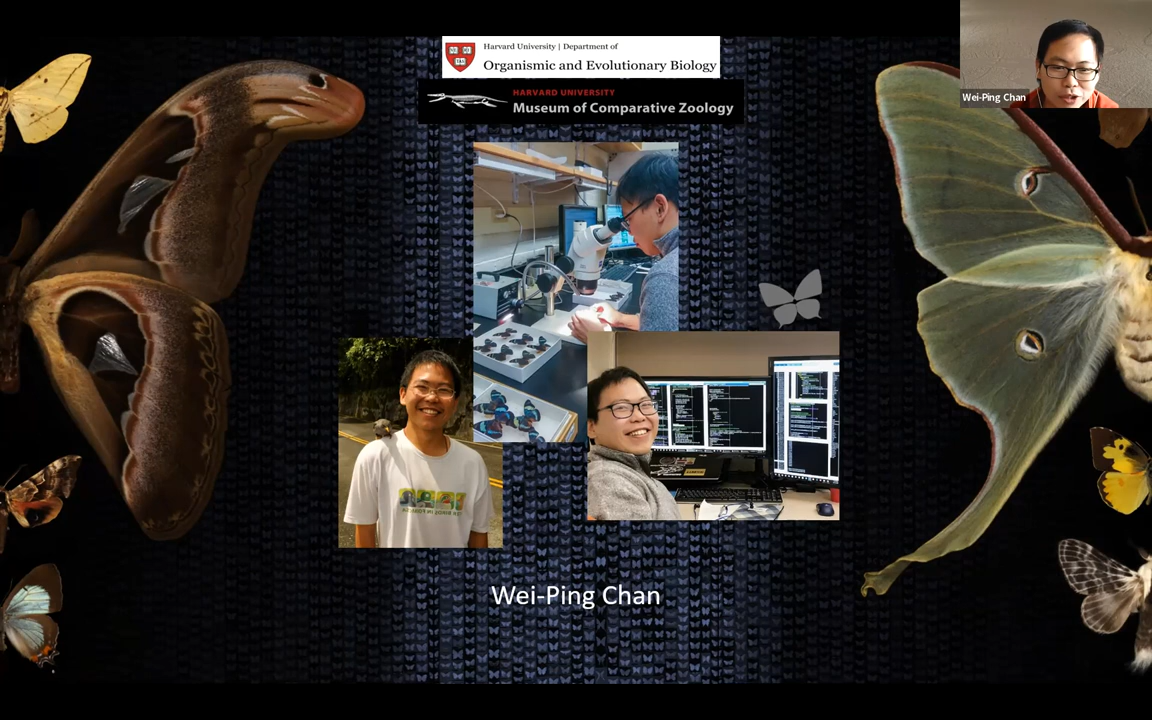 Harvard University | Department of
Organismic and Evolutionary Biology
HARVARD UNIVERSITY
Museum of Comparative Zoology
Wei-Ping Chan
Wei-Ping Chan